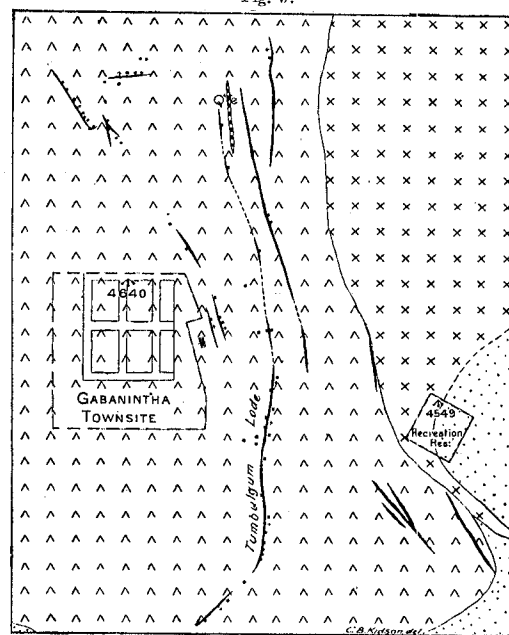 4640
GABANINTHA
TOWNSITE
Tumbulgum Lode
4549
Recreation
Res:
C.B. Kidson del.